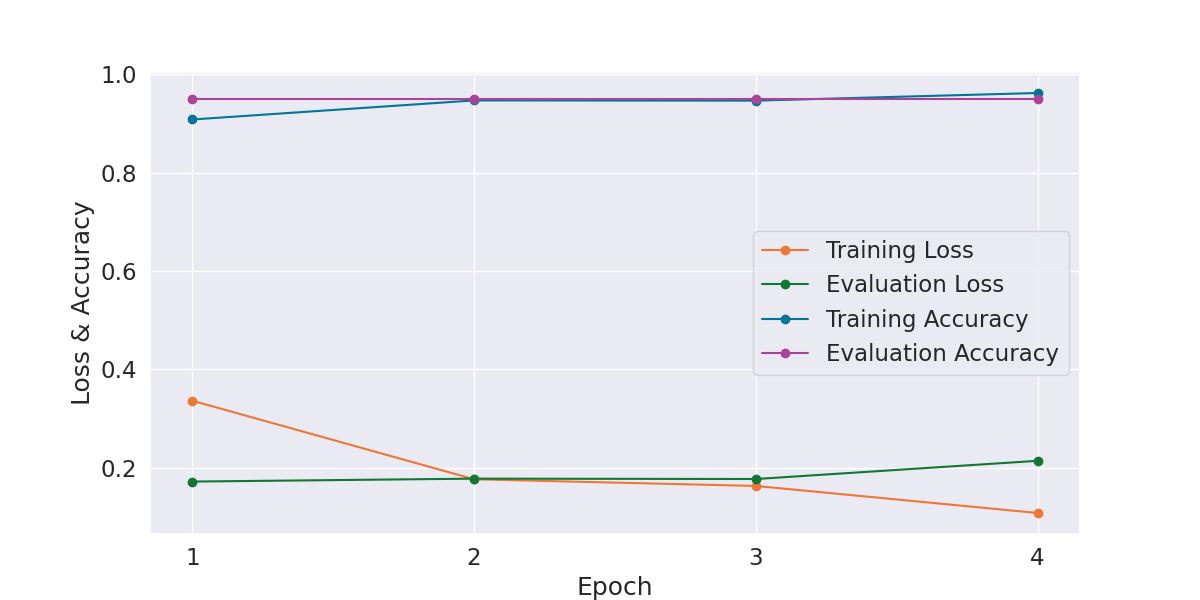 1.0
0.8
0.6
0.4
0.2
Loss & Accuracy
Training Loss
Evaluation Loss
Training Accuracy
Evaluation Accuracy
1 2 3 4
Epoch